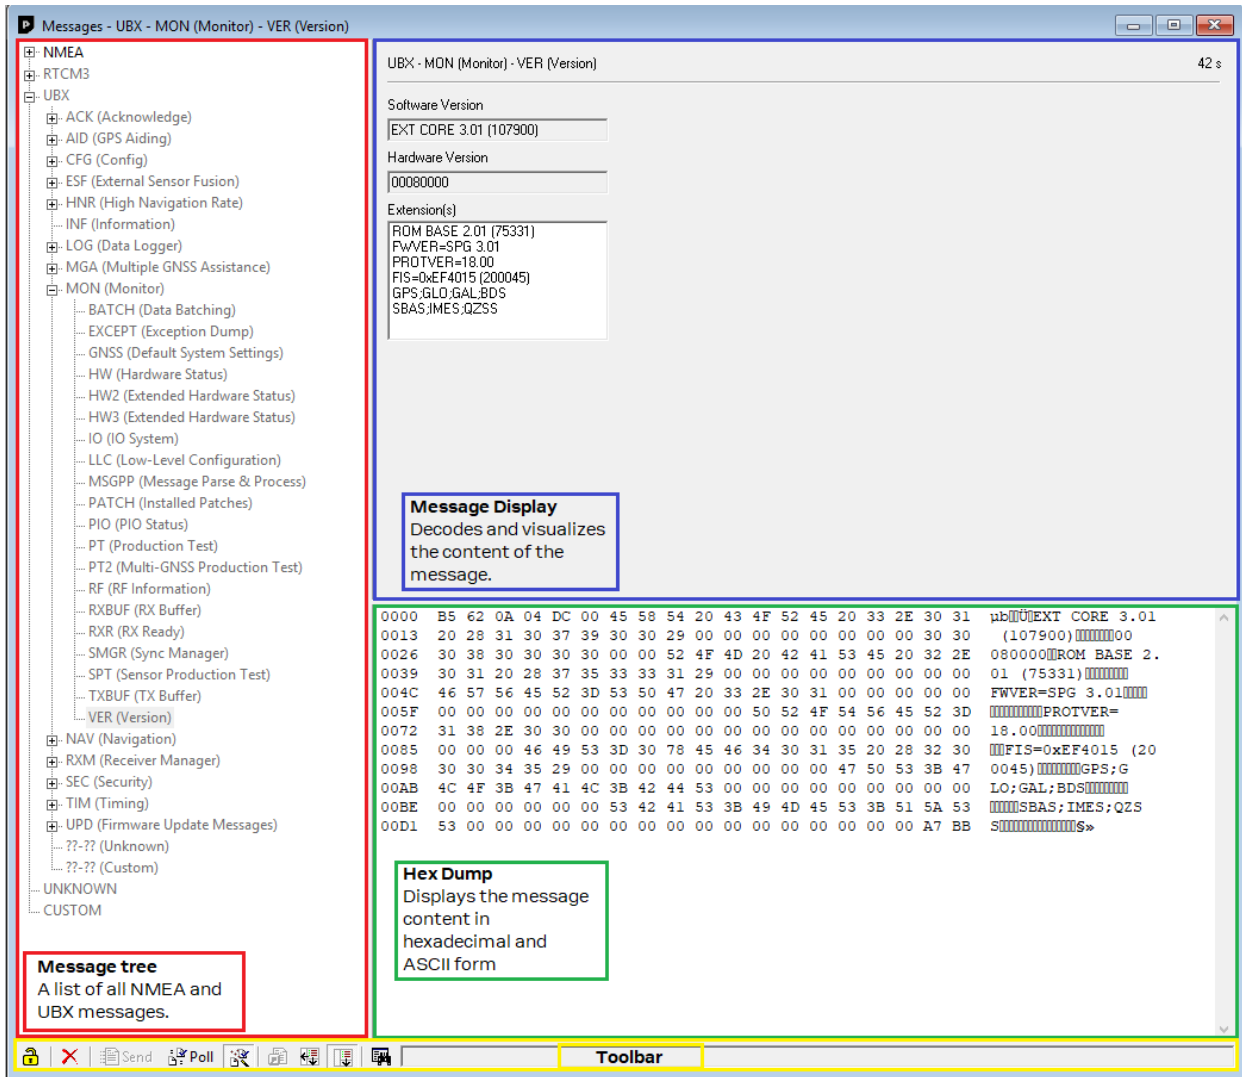 Messages - UBX - MON (Monitor) - VER (Version)
NMEA
RTCM3
UBX
ACK (Acknowledge)
AID (GPS Aiding)
CFG (Config)
ESF (External Sensor Fusion)
HNR (High Navigation Rate)
INF (Information)
LOG (Data Logger)
MGA (Multiple GNSS Assistance)
MON (Monitor)
BATCH (Data Batching)
EXCEPT (Exception Dump)
GNSS (Default System Settings)
HW (Hardware Status)
HW2 (Extended Hardware Status)
HW3 (Extended Hardware Status)
IO (IO System)
LLC (Low-Level Configuration)
MSGPP (Message Parse & Process)
PATCH (Installed Patches)
PIO (PIO Status)
PT (Production Test)
PT2 (Multi-GNSS Production Test)
RF (RF Information)
RXBUF (RX Buffer)
RXR (RX Ready)
SMGR (Sync Manager)
SPT (Sensor Production Test)
TXBUF (TX Buffer)
VER (Version)
NAV (Navigation)
RXM (Receiver Manager)
SEC (Security)
TIM (Timing)
UPD (Firmware Update Messages)
??-?? (Unknown)
??-?? (Custom)
UNKNOWN
CUSTOM
Message tree
A list of all NMEA and
UBX messages.
UBX - MON (Monitor) - VER (Version) 42 s
Software Version
EXT CORE 3.01 (107900)
Hardware Version
00080000
Extension(s)
ROM BASE 2.01 (75331)
FWVER=SPG 3.01
PROTVER=18.00
FIS=0xEF4015 (200045)
GPS;GLO;GAL;BDS
SBAS;IMES;QZSS
Message Display
Decodes and visualizes
the content of the
message.
0000 B5 62 0A 04 DC 00 45 58 54 20 43 4F 52 45 20 33 2E 30 31 µb▯▯Ü▯EXT CORE 3.01
0013 20 28 31 30 37 39 30 30 29 00 00 00 00 00 00 00 00 30 30 (107900)▯▯▯▯▯▯▯▯00
0026 30 38 30 30 30 30 00 00 52 4F 4D 20 42 41 53 45 20 32 2E 080000▯▯ROM BASE 2.
0039 30 31 20 28 37 35 33 33 31 29 00 00 00 00 00 00 00 00 00 01 (75331)▯▯▯▯▯▯▯▯▯
004C 46 57 56 45 52 3D 53 50 47 20 33 2E 30 31 00 00 00 00 00 FWVER=SPG 3.01▯▯▯▯▯
005F 00 00 00 00 00 00 00 00 00 00 00 50 52 4F 54 56 45 52 3D ▯▯▯▯▯▯▯▯▯▯▯PROTVER=
0072 31 38 2E 30 30 00 00 00 00 00 00 00 00 00 00 00 00 00 00 18.00▯▯▯▯▯▯▯▯▯▯▯▯▯▯
0085 00 00 00 46 49 53 3D 30 78 45 46 34 30 31 35 20 28 32 30 ▯▯▯FIS=0xEF4015 (20
0098 30 30 34 35 29 00 00 00 00 00 00 00 00 00 47 50 53 3B 47 0045)▯▯▯▯▯▯▯▯▯GPS;G
00AB 4C 4F 3B 47 41 4C 3B 42 44 53 00 00 00 00 00 00 00 00 00 LO;GAL;BDS▯▯▯▯▯▯▯▯▯
00BE 00 00 00 00 00 00 53 42 41 53 3B 49 4D 45 53 3B 51 5A 53 ▯▯▯▯▯▯SBAS;IMES;QZS
00D1 53 00 00 00 00 00 00 00 00 00 00 00 00 00 00 00 00 A7 BB S▯▯▯▯▯▯▯▯▯▯▯▯▯▯▯▯§»
Hex Dump
Displays the message
content in
hexadecimal and
ASCII form
Send Poll Toolbar